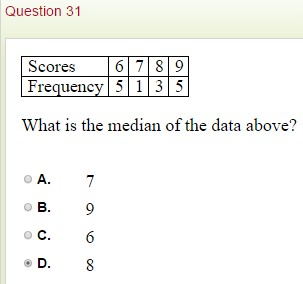 Question 31
Scores 6 7 8 9
Frequency 5 1 3 5
What is the median of the data above?
A. 7
B. 9
C. 6
D. 8